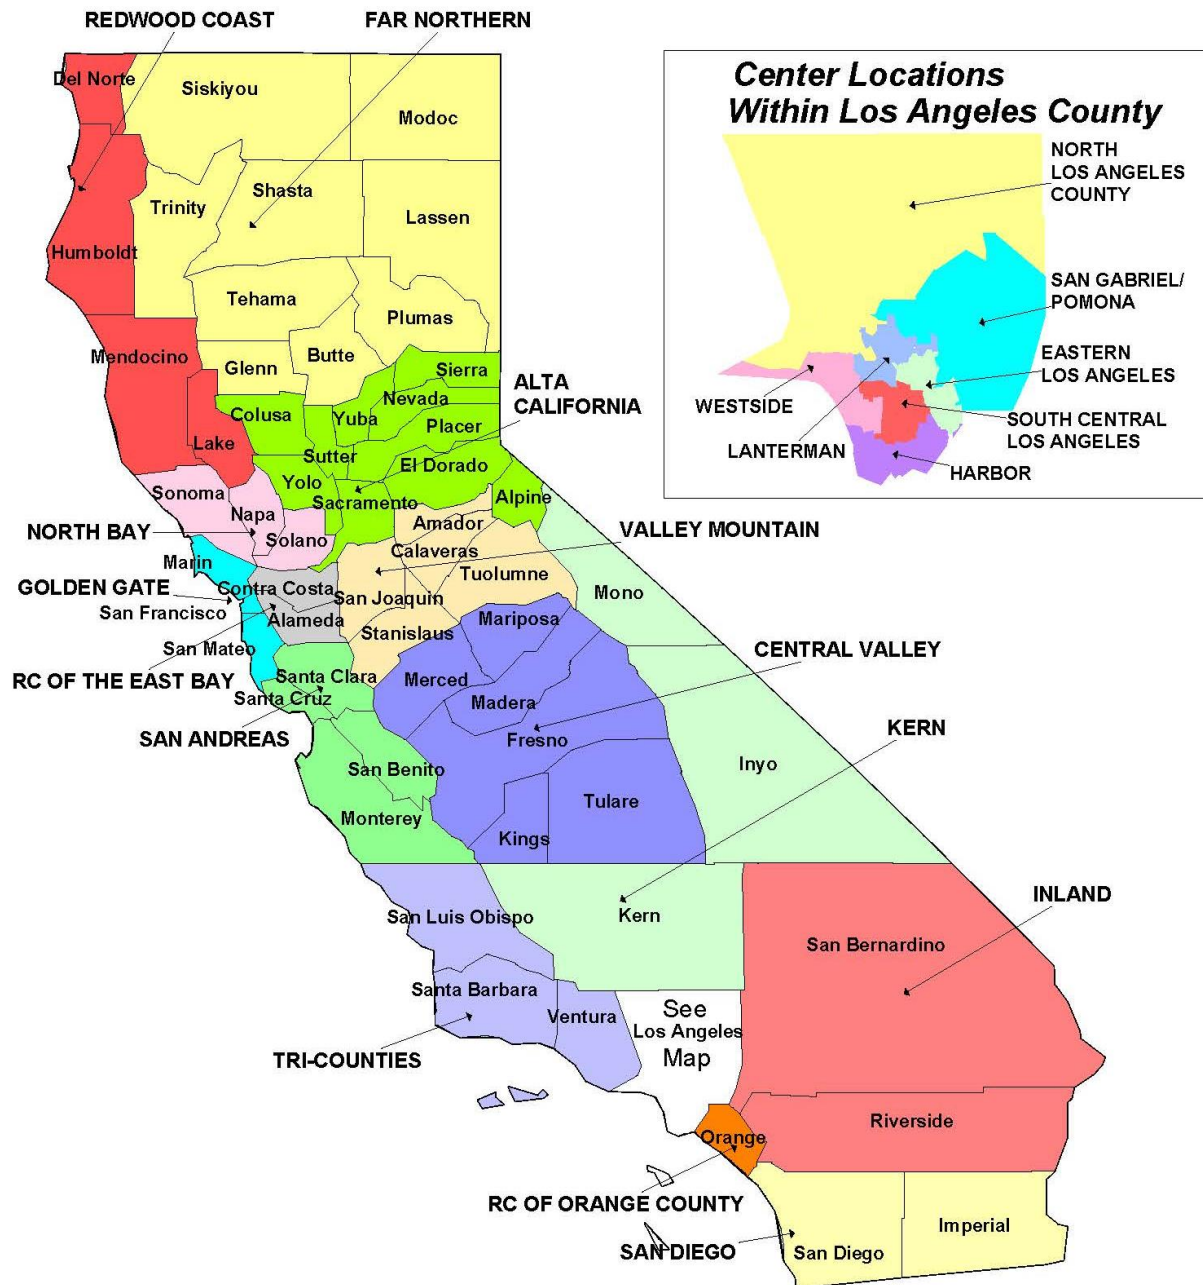 REDWOOD COAST
FAR NORTHERN
Center Locations
Within Los Angeles County
NORTH
LOS ANGELES
COUNTY
SAN GABRIEL/
POMONA
EASTERN
LOS ANGELES
WESTSIDE
SOUTH CENTRAL
LOS ANGELES
LANTERMAN
HARBOR
Del Norte
Siskiyou
Modoc
Shasta
Trinity
Lassen
Humboldt
Tehama
Plumas
Mendocino
Butte
Glenn
Sierra
ALTA
CALIFORNIA
Nevada
Colusa
Yuba
Placer
Lake
Sutter
El Dorado
Yolo
Sonoma
Sacramento
Alpine
Napa
Amador
NORTH BAY
Solano
VALLEY MOUNTAIN
Calaveras
Marin
Tuolumne
GOLDEN GATE
Contra Costa
Mono
San Joaquin
San Francisco
Alameda
Mariposa
Stanislaus
San Mateo
CENTRAL VALLEY
RC OF THE EAST BAY
Santa Clara
Merced
Santa Cruz
Madera
KERN
SAN ANDREAS
Fresno
Inyo
San Benito
Tulare
Monterey
Kings
INLAND
San Luis Obispo
Kern
San Bernardino
Santa Barbara
See
Los Angeles
Map
Ventura
TRI-COUNTIES
Riverside
Orange
RC OF ORANGE COUNTY
Imperial
SAN DIEGO
San Diego